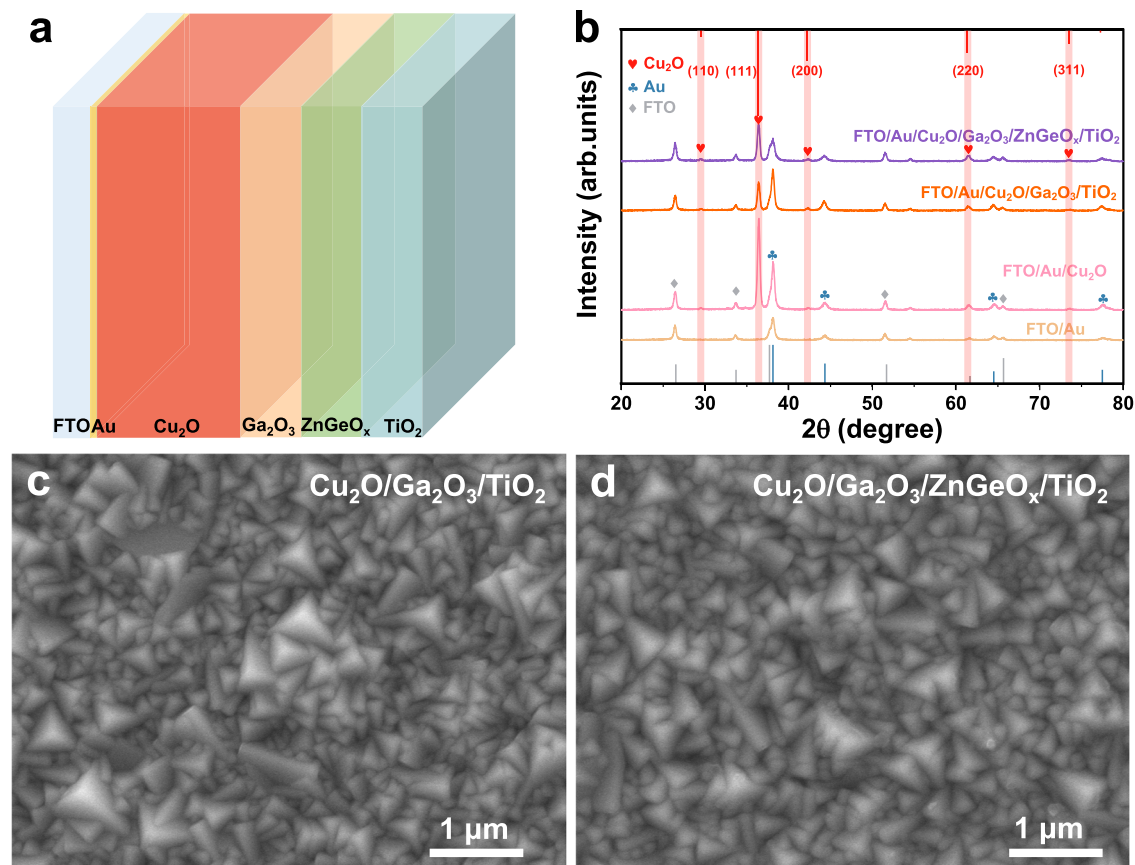 a
FTO Au Cu₂O Ga₂O₃ ZnGeOₓ TiO₂
b
Intensity (arb.units)
♥ Cu₂O
♣ Au
♦ FTO
(110) (111) (200) (220) (311)
FTO/Au/Cu₂O/Ga₂O₃/ZnGeOₓ/TiO₂
FTO/Au/Cu₂O/Ga₂O₃/TiO₂
FTO/Au/Cu₂O
FTO/Au
20 30 40 50 60 70 80
2θ (degree)
c
Cu₂O/Ga₂O₃/TiO₂
1 μm
d
Cu₂O/Ga₂O₃/ZnGeOₓ/TiO₂
1 μm